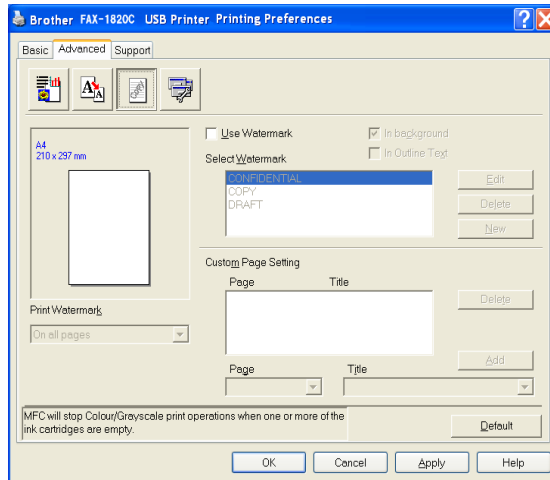 Brother FAX-1820C USB Printer Printing Preferences
Basic Advanced Support
A4
210 x 297 mm
Print Watermark
On all pages
Use Watermark
In background
In Outline Text
Select Watermark
CONFIDENTIAL
COPY
DRAFT
Edit
Delete
New
Custom Page Setting
Page Title
Delete
Add
Page Title
MFC will stop Colour/Grayscale print operations when one or more of the
ink cartridges are empty.
Default
OK Cancel Apply Help